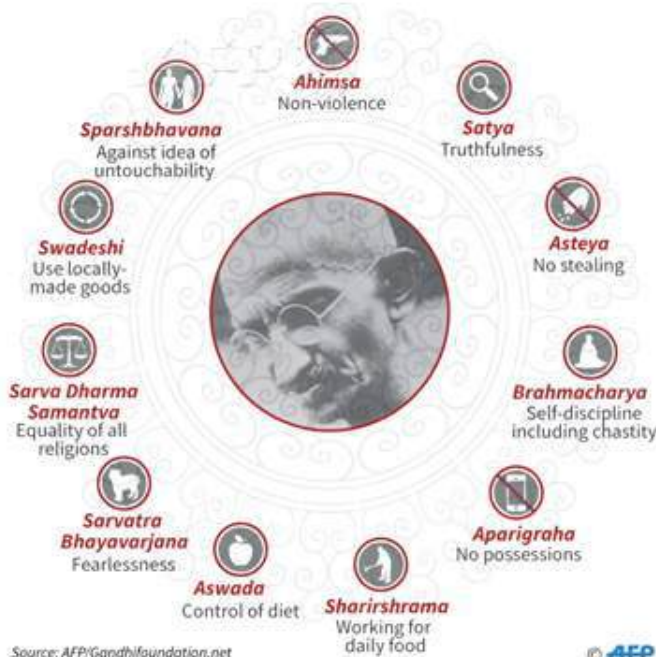 Ahimsa
Non-violence
Satya
Truthfulness
Asteya
No stealing
Brahmacharya
Self-discipline
including chastity
Aparigraha
No possessions
Sharirshrama
Working for
daily food
Aswada
Control of diet
Sarvatra
Bhayavarjana
Fearlessness
Sarva Dharma
Samantva
Equality of all
religions
Swadeshi
Use locally-
made goods
Sparshbhavana
Against idea of
untouchability
Source: AFP/Gandhifoundation.net
© AFP